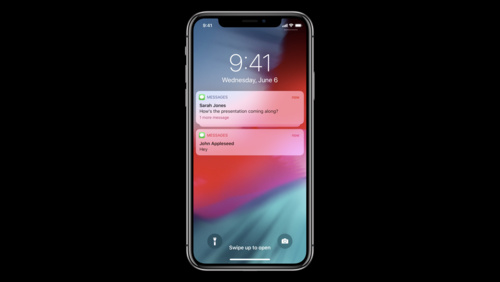 9:41
9:41
Wednesday, June 6
MESSAGES now
Sarah Jones
How's the presentation coming along?
1 more message
MESSAGES now
John Appleseed
Hey
Swipe up to open